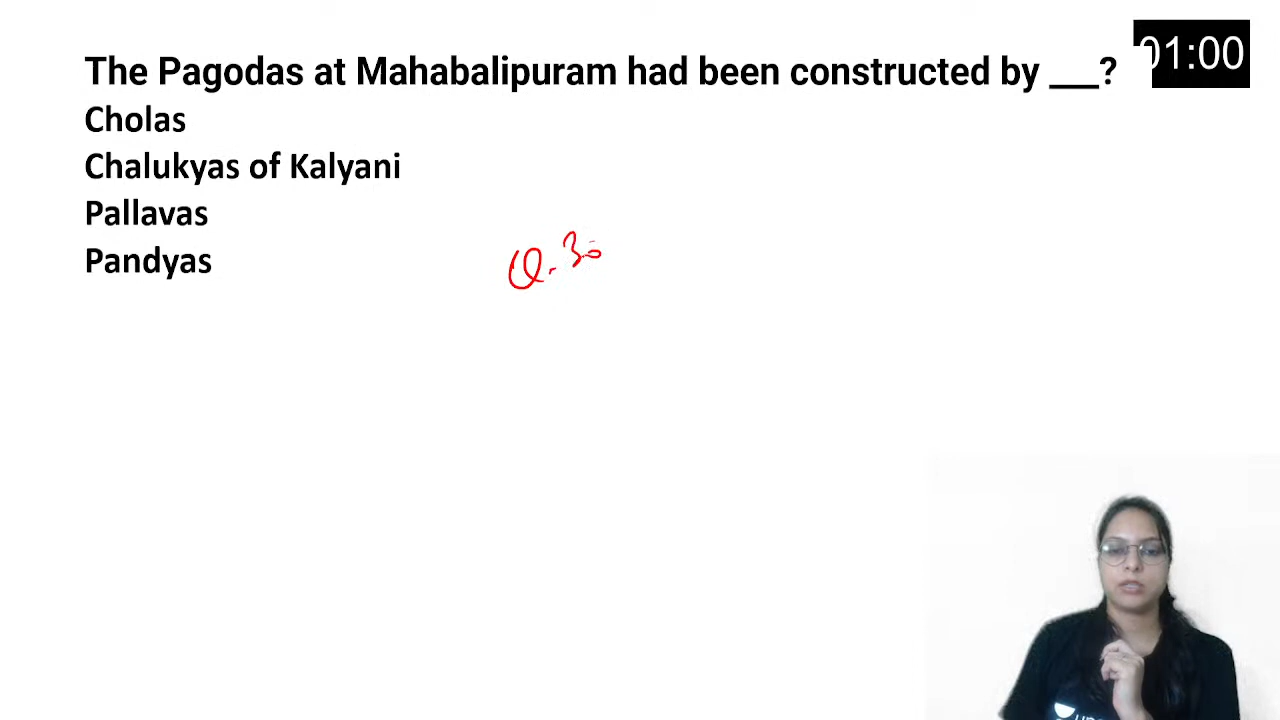 The Pagodas at Mahabalipuram had been constructed by ___?
01:00
Cholas
Chalukyas of Kalyani
Pallavas
Pandyas
Q.30